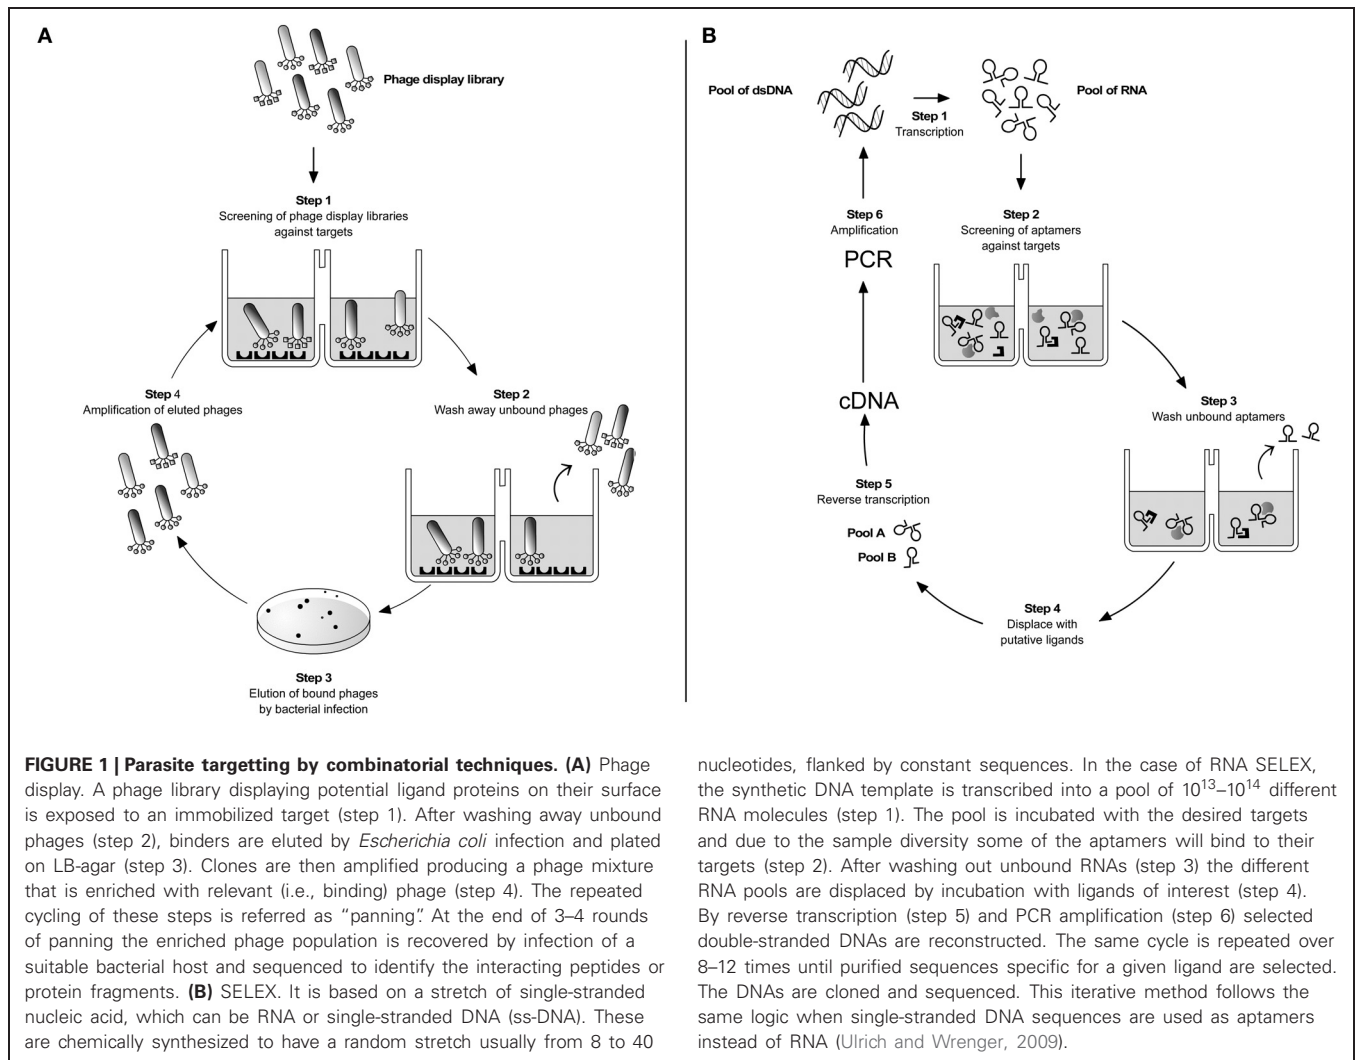 A
Phage display library
Step 1
Screening of phage display libraries
against targets
Step 2
Wash away unbound phages
Step 3
Elution of bound phages
by bacterial infection
Step 4
Amplification of eluted phages
B
Pool of dsDNA
Step 1
Transcription
Pool of RNA
Step 2
Screening of aptamers
against targets
Step 3
Wash unbound aptamers
Step 4
Displace with
putative ligands
Pool A
Pool B
Step 5
Reverse transcription
cDNA
PCR
Step 6
Amplification
FIGURE 1 | Parasite targetting by combinatorial techniques. (A) Phage
display. A phage library displaying potential ligand proteins on their surface
is exposed to an immobilized target (step 1). After washing away unbound
phages (step 2), binders are eluted by Escherichia coli infection and plated
on LB-agar (step 3). Clones are then amplified producing a phage mixture
that is enriched with relevant (i.e., binding) phage (step 4). The repeated
cycling of these steps is referred as “panning”. At the end of 3–4 rounds
of panning the enriched phage population is recovered by infection of a
suitable bacterial host and sequenced to identify the interacting peptides or
protein fragments. (B) SELEX. It is based on a stretch of single-stranded
nucleic acid, which can be RNA or single-stranded DNA (ss-DNA). These
are chemically synthesized to have a random stretch usually from 8 to 40
nucleotides, flanked by constant sequences. In the case of RNA SELEX,
the synthetic DNA template is transcribed into a pool of 10¹³–10¹⁴ different
RNA molecules (step 1). The pool is incubated with the desired targets
and due to the sample diversity some of the aptamers will bind to their
targets (step 2). After washing out unbound RNAs (step 3) the different
RNA pools are displaced by incubation with ligands of interest (step 4).
By reverse transcription (step 5) and PCR amplification (step 6) selected
double-stranded DNAs are reconstructed. The same cycle is repeated over
8–12 times until purified sequences specific for a given ligand are selected.
The DNAs are cloned and sequenced. This iterative method follows the
same logic when single-stranded DNA sequences are used as aptamers
instead of RNA (Ulrich and Wrenger, 2009).